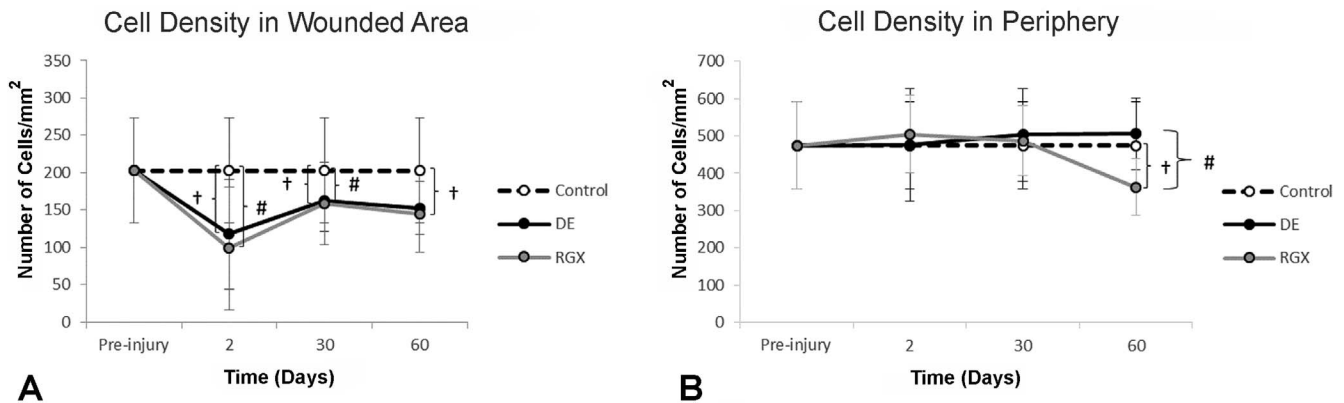 Cell Density in Wounded Area
Number of Cells/mm²
350
300
250
200
150
100
50
0
† # † # †
Control
DE
RGX
Pre-injury 2 30 60
Time (Days)
A
Cell Density in Periphery
Number of Cells/mm²
700
600
500
400
300
200
100
0
† #
Control
DE
RGX
Pre-injury 2 30 60
Time (Days)
B